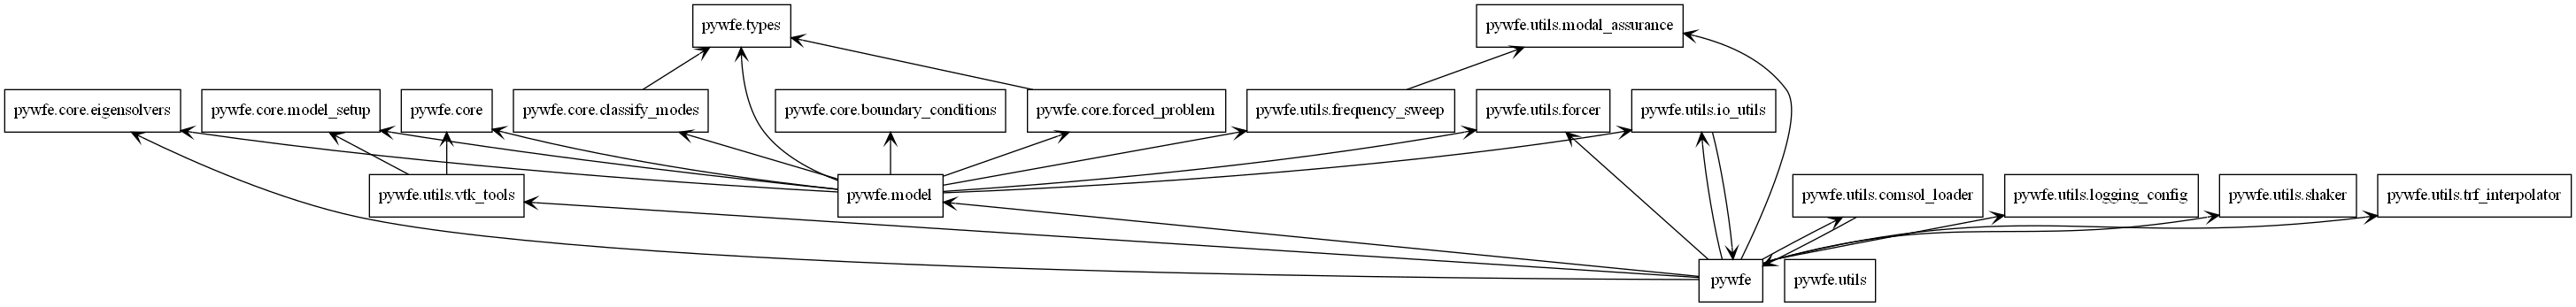 pywfe.types
pywfe.utils.modal_assurance
pywfe.core.eigensolvers
pywfe.core.model_setup
pywfe.core
pywfe.core.classify_modes
pywfe.core.boundary_conditions
pywfe.core.forced_problem
pywfe.utils.frequency_sweep
pywfe.utils.forcer
pywfe.utils.io_utils
pywfe.utils.vtk_tools
pywfe.model
pywfe.utils.comsol_loader
pywfe.utils.logging_config
pywfe.utils.shaker
pywfe.utils.trf_interpolator
pywfe
pywfe.utils